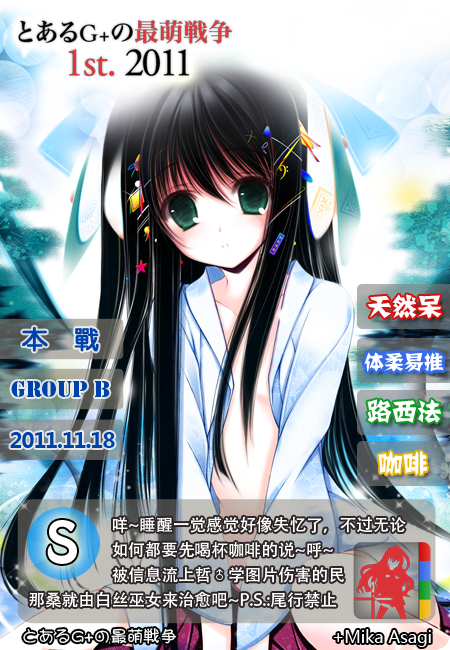 とあるG+の最萌戦争
1st. 2011
天然呆
本 戰
体柔易推
GROUP B
路西法
2011.11.18
咖啡
S
咩~睡醒一觉感觉好像失忆了，不过无论
如何都要先喝杯咖啡的说~呼~
被信息流上哲♂学图片伤害的民
那桑就由白丝巫女来治愈吧~P.S.:尾行禁止
とあるG+の最萌戦争
+Mika Asagi